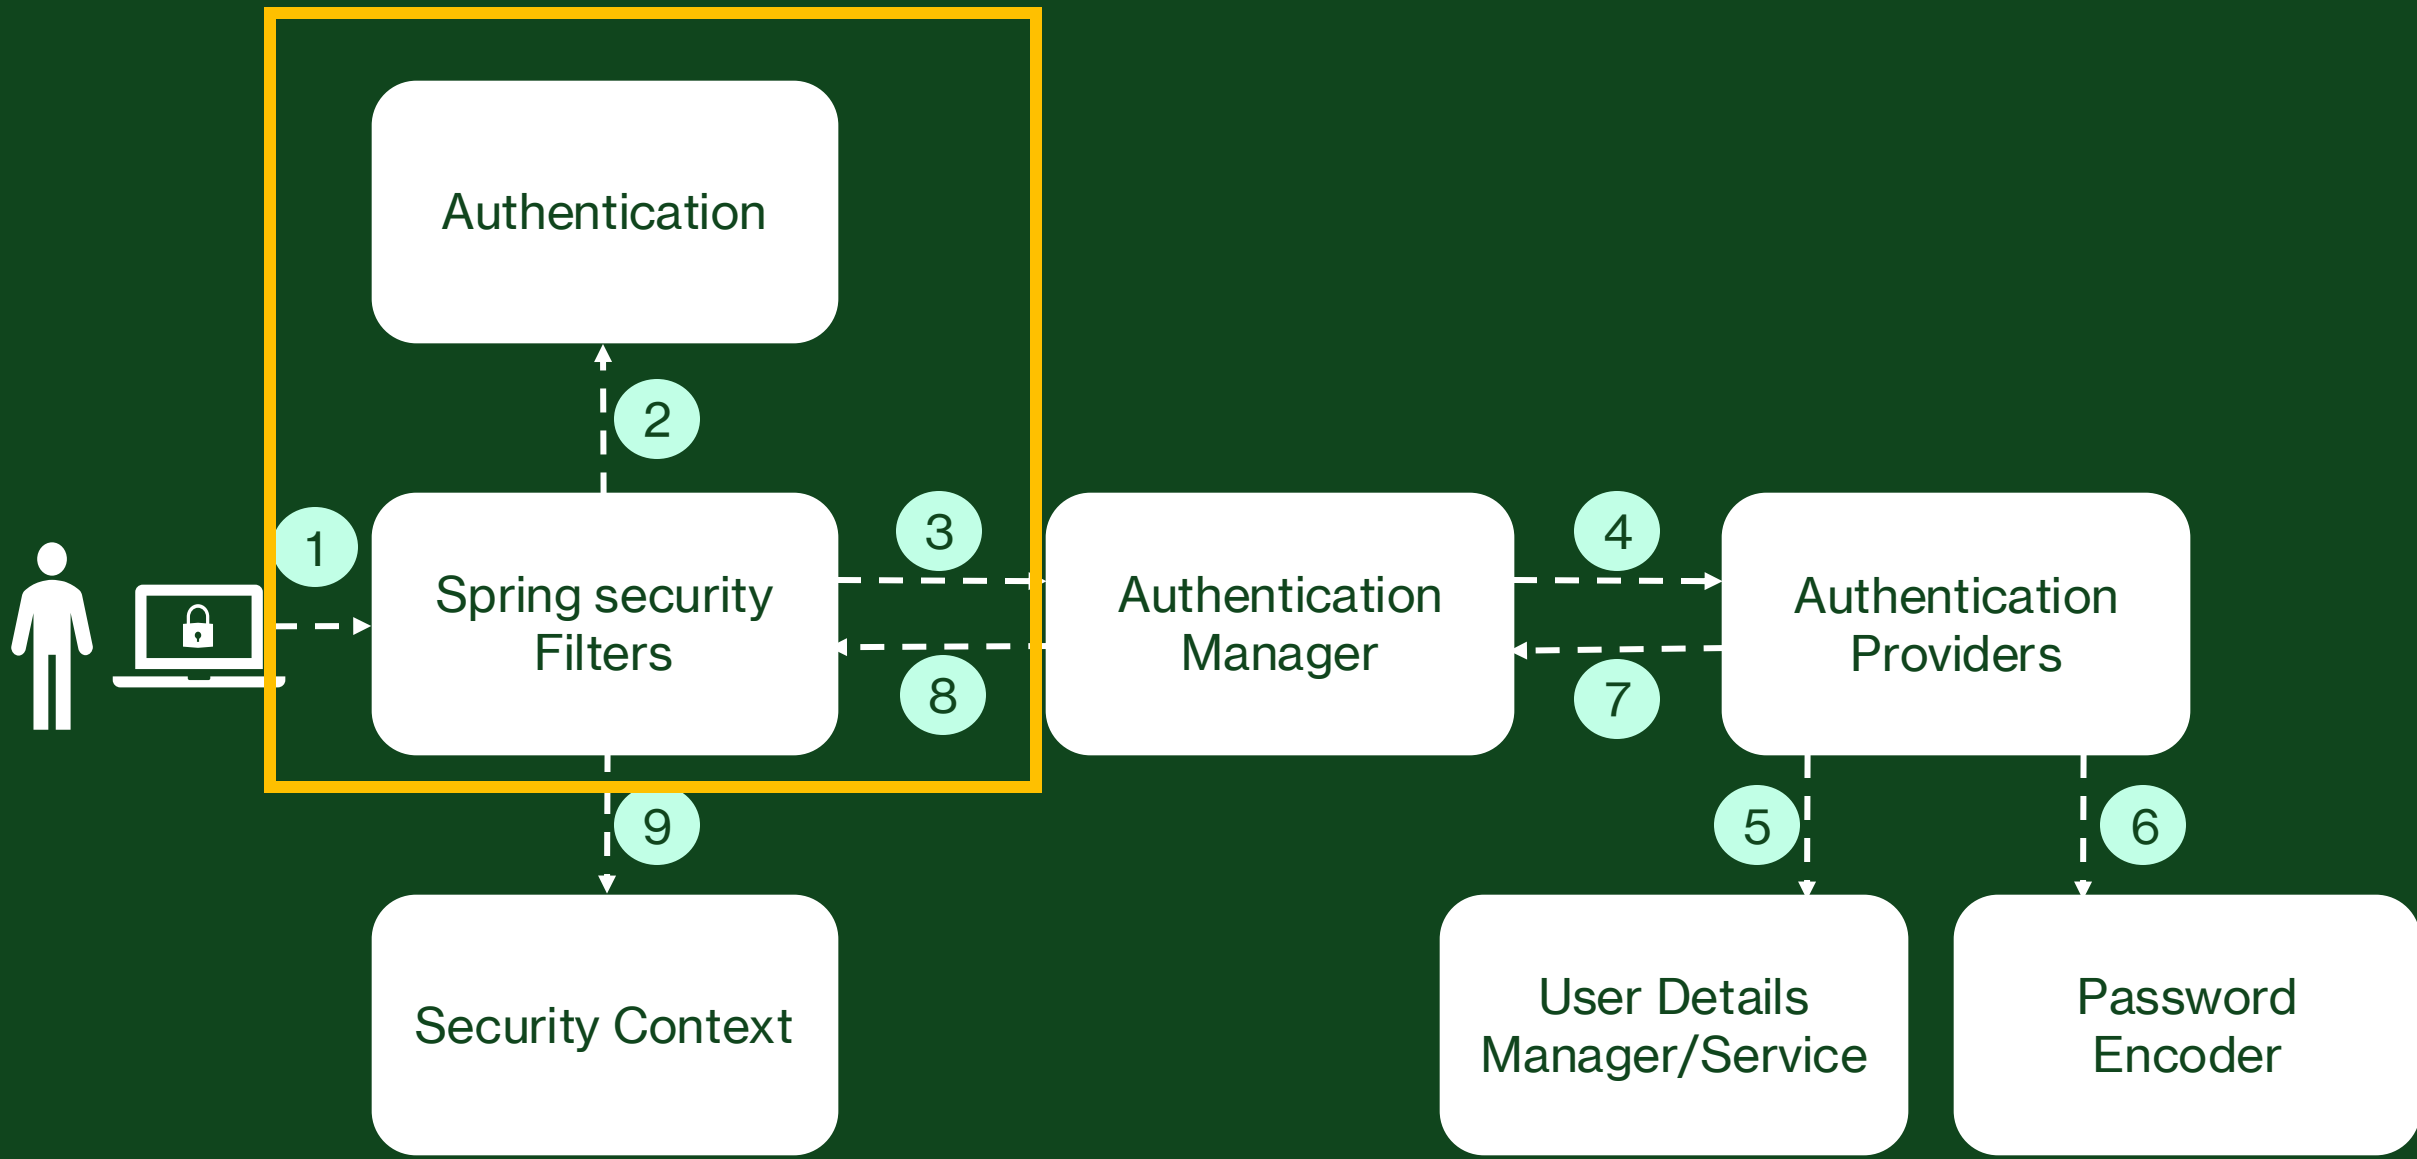 Authentication
2
1
3
4
Spring security
Filters
Authentication
Manager
Authentication
Providers
8
7
9
5
6
Security Context
User Details
Manager/Service
Password
Encoder